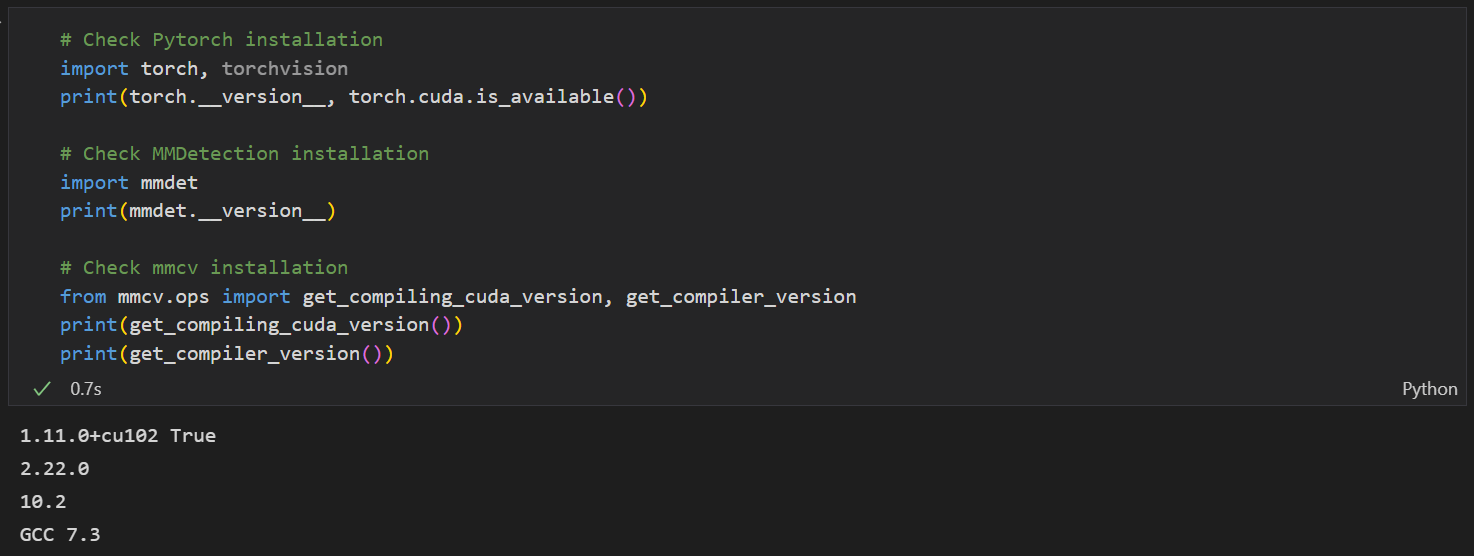 # Check Pytorch installation
import torch, torchvision
print(torch.__version__, torch.cuda.is_available())
# Check MMDetection installation
import mmdet
print(mmdet.__version__)
# Check mmcv installation
from mmcv.ops import get_compiling_cuda_version, get_compiler_version
print(get_compiling_cuda_version())
print(get_compiler_version())
0.7s
Python
1.11.0+cu102 True
2.22.0
10.2
GCC 7.3